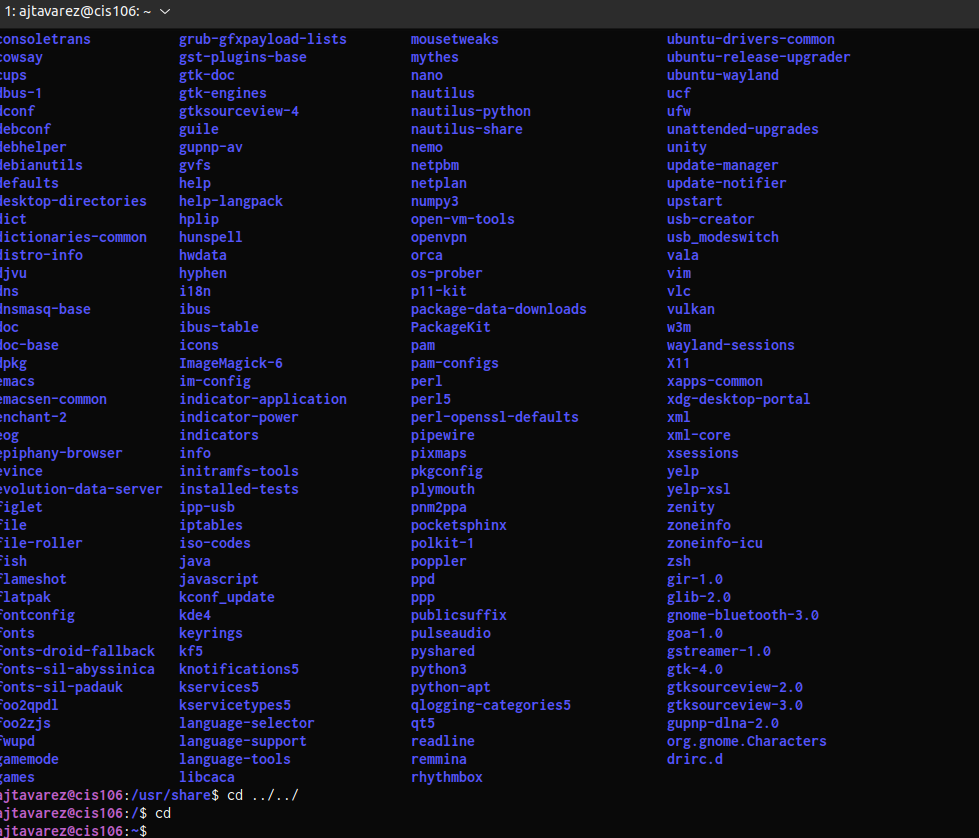 1: ajtavarez@cis106: ~
consoletrans grub-gfxpayload-lists mousetweaks ubuntu-drivers-common
cowsay gst-plugins-base mythes ubuntu-release-upgrader
cups gtk-doc nano ubuntu-wayland
dbus-1 gtk-engines nautilus ucf
dconf gtksourceview-4 nautilus-python ufw
debconf guile nautilus-share unattended-upgrades
debhelper gupnp-av nemo unity
debianutils gvfs netpbm update-manager
defaults help netplan update-notifier
desktop-directories help-langpack numpy3 upstart
dict hplip open-vm-tools usb-creator
dictionaries-common hunspell openvpn usb_modeswitch
distro-info hwdata orca vala
djvu hyphen os-prober vim
dns i18n p11-kit vlc
dnsmasq-base ibus package-data-downloads vulkan
doc ibus-table PackageKit w3m
doc-base icons pam wayland-sessions
dpkg ImageMagick-6 pam-configs X11
emacs im-config perl xapps-common
emacsen-common indicator-application perl5 xdg-desktop-portal
enchant-2 indicator-power perl-openssl-defaults xml
eog indicators pipewire xml-core
epiphany-browser info pixmaps xsessions
evince initramfs-tools pkgconfig yelp
evolution-data-server installed-tests plymouth yelp-xsl
figlet ipp-usb pnm2ppa zenity
file iptables pocketsphinx zoneinfo
file-roller iso-codes polkit-1 zoneinfo-icu
fish java poppler zsh
flameshot javascript ppd gir-1.0
flatpak kconf_update ppp glib-2.0
fontconfig kde4 publicsuffix gnome-bluetooth-3.0
fonts keyrings pulseaudio goa-1.0
fonts-droid-fallback kf5 pyshared gstreamer-1.0
fonts-sil-abyssinica knotifications5 python3 gtk-4.0
fonts-sil-padauk kservices5 python-apt gtksourceview-2.0
foo2qpdl kservicetypes5 qlogging-categories5 gtksourceview-3.0
foo2zjs language-selector qt5 gupnp-dlna-2.0
fwupd language-support readline org.gnome.Characters
gamemode language-tools remmina drirc.d
games libcaca rhythmbox
ajtavarez@cis106:/usr/share$ cd ../../
ajtavarez@cis106:/$ cd
ajtavarez@cis106:~$